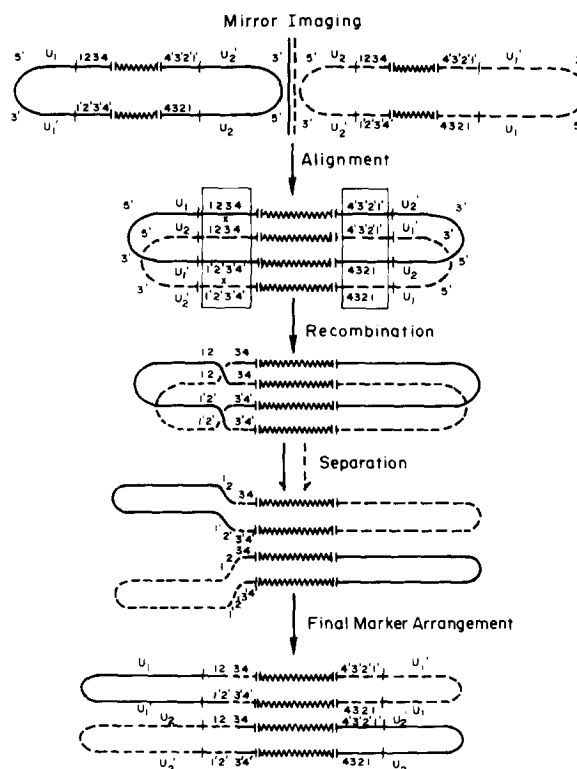 Mirror Imaging
5' U₁ 1234 4'3'2'1' U₂' 3' 5' U₂ 1234 4'3'2'1' U₁' 3'
3' U₁' 1'2'3'4' 4321 U₂ 5' 3' U₂' 1'2'3'4' 4321 U₁ 5'
Alignment
5' U₁ 1234 4'3'2'1' U₂' 3'
x
5' U₂ 1234 4'3'2'1' U₁' 3'
3' U₁' 1'2'3'4' 4321 U₂ 5'
x
3' U₂' 1'2'3'4' 4321 U₁ 5'
Recombination
12 34
12 34
1'2' 3'4'
1'2' 3'4'
Separation
12 34
1'2' 3'4'
12 34
1'2' 3'4'
Final Marker Arrangement
U₁ 12 34 4'3'2'1' U₁'
U₁' 1'2' 3'4' 4321 U₁
U₂ 12 34 4'3'2'1' U₂
U₂' 1'2' 3'4' 4321 U₂